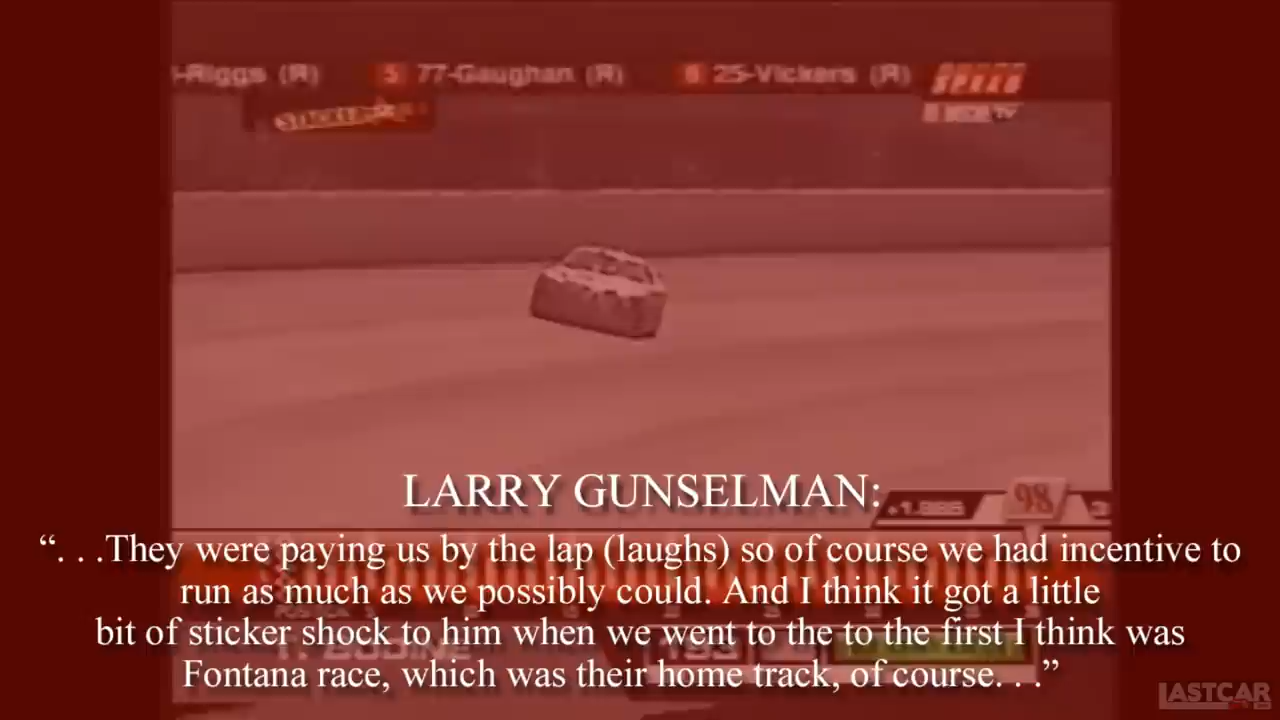 -Riggs (R) 5 77-Gaughan (R) 6 25-Vickers (R)
SPEED
LARRY GUNSELMAN:
98
“. . .They were paying us by the lap (laughs) so of course we had incentive to
run as much as we possibly could. And I think it got a little
bit of sticker shock to him when we went to the to the first I think was
Fontana race, which was their home track, of course. . .”
T. BODINE
LASTCAR